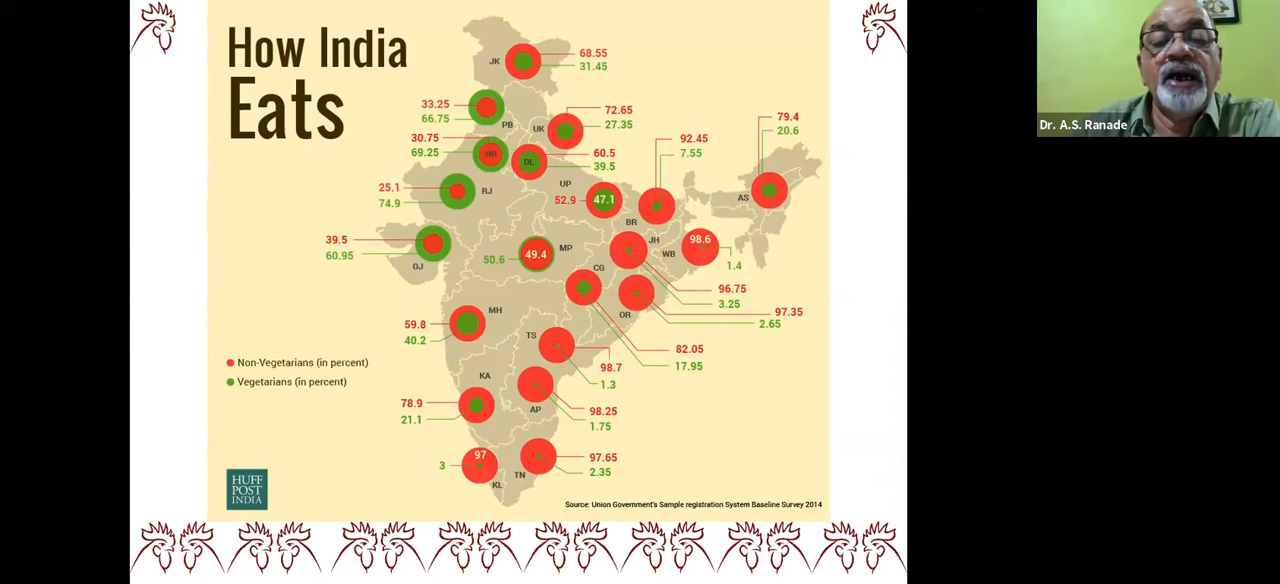 How India
Eats
JK
68.55
31.45
33.25
66.75
PB
UK
72.65
27.35
30.75
69.25
HR
DL
60.5
39.5
92.45
7.55
79.4
20.6
AS
25.1
74.9
RJ
UP
52.9
47.1
BR
39.5
60.95
GJ
50.6
49.4
MP
JH
WB
98.6
1.4
CG
96.75
3.25
OR
97.35
2.65
82.05
17.95
MH
59.8
40.2
TS
98.7
1.3
Non-Vegetarians (in percent)
Vegetarians (in percent)
KA
78.9
21.1
AP
98.25
1.75
97
3
KL
TN
97.65
2.35
HUFF
POST
INDIA
Source: Union Government's Sample registration System Baseline Survey 2014
Dr. A.S. Ranade